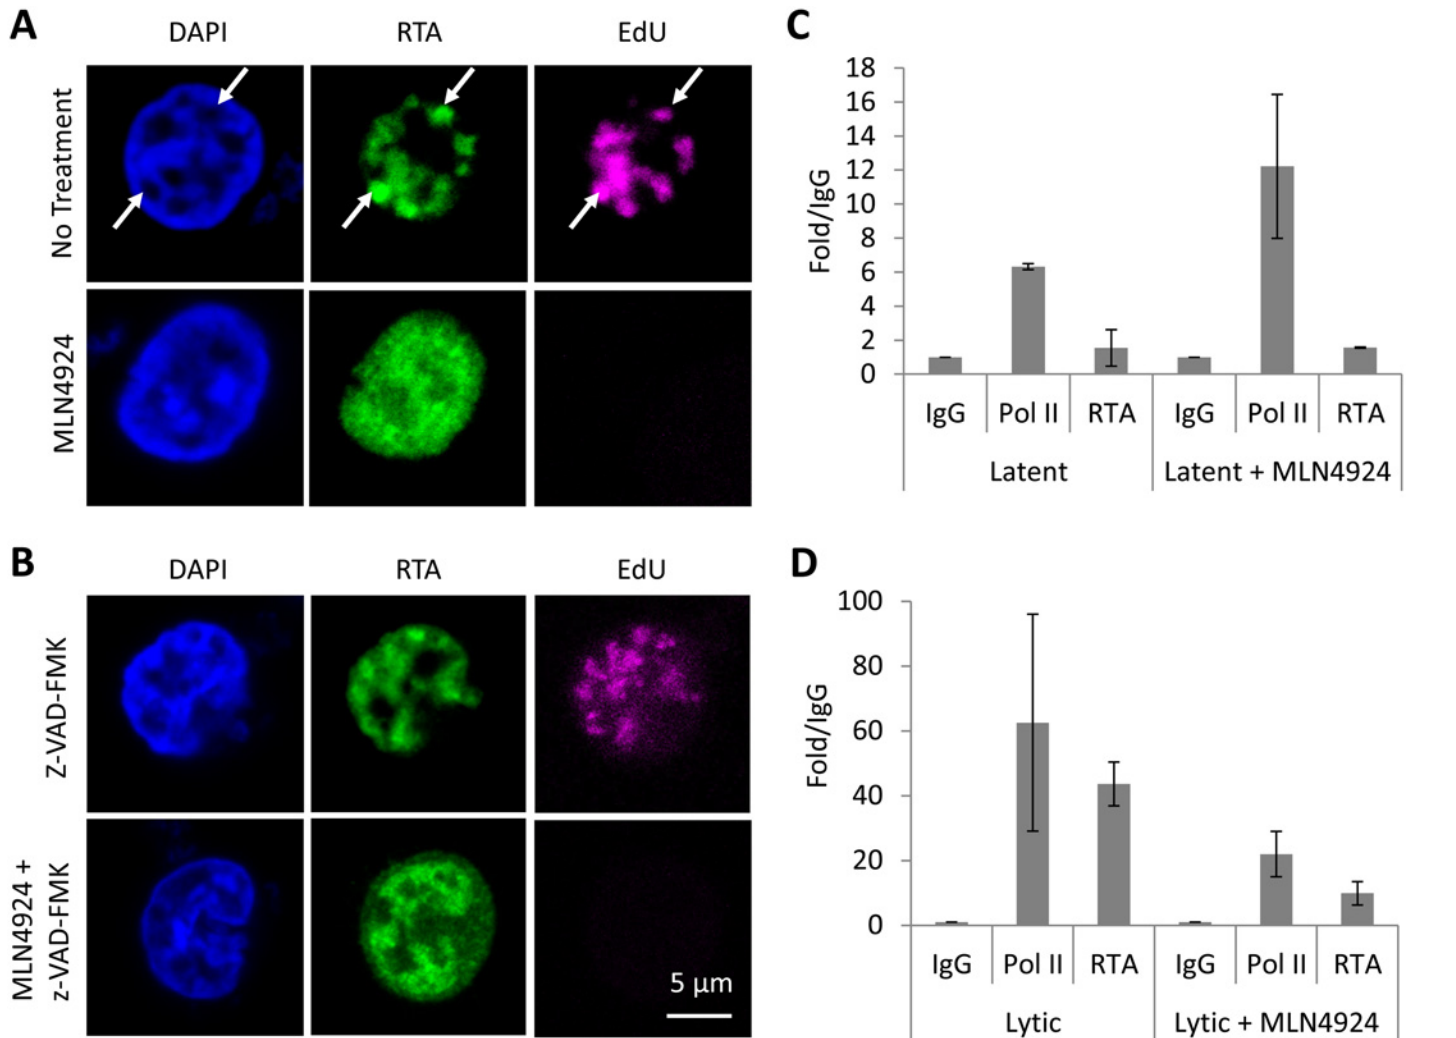 A
DAPI RTA EdU
No Treatment
MLN4924
B
DAPI RTA EdU
Z-VAD-FMK
MLN4924 +
z-VAD-FMK
5 µm
C
Fold/IgG
18
16
14
12
10
8
6
4
2
0
IgG Pol II RTA IgG Pol II RTA
Latent Latent + MLN4924
D
Fold/IgG
100
80
60
40
20
0
IgG Pol II RTA IgG Pol II RTA
Lytic Lytic + MLN4924